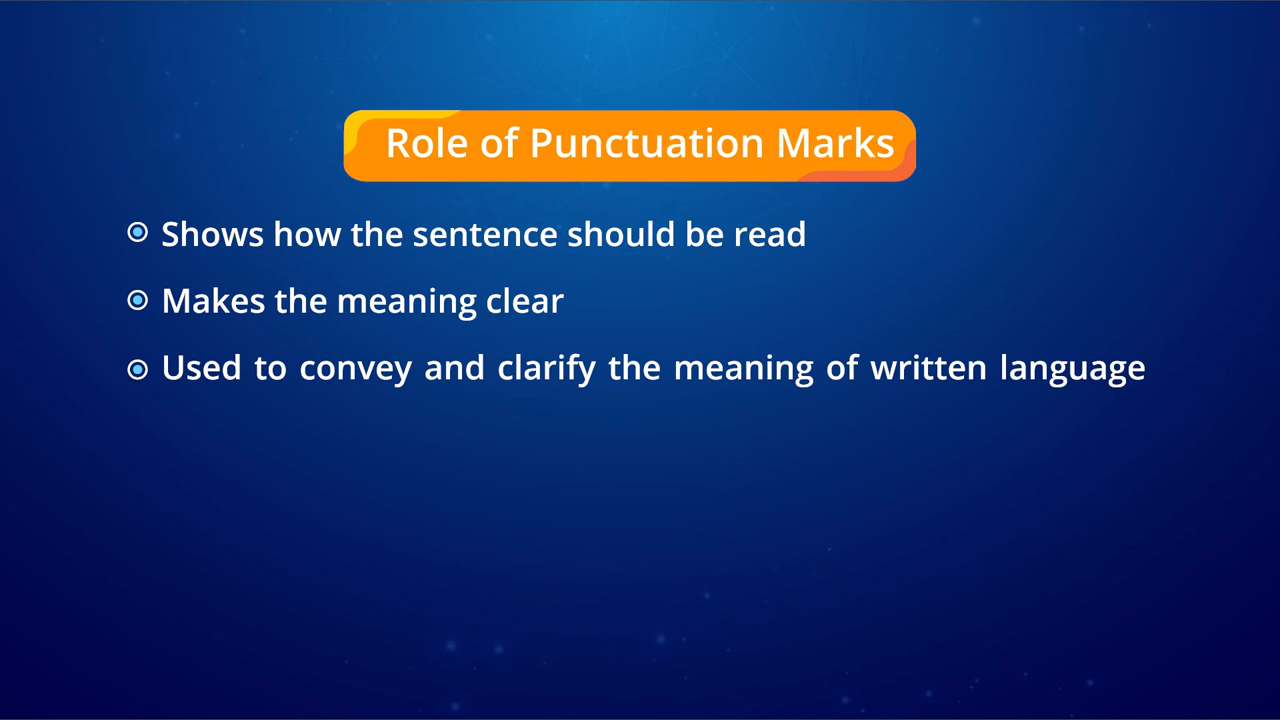 Role of Punctuation Marks
Shows how the sentence should be read
Makes the meaning clear
Used to convey and clarify the meaning of written language